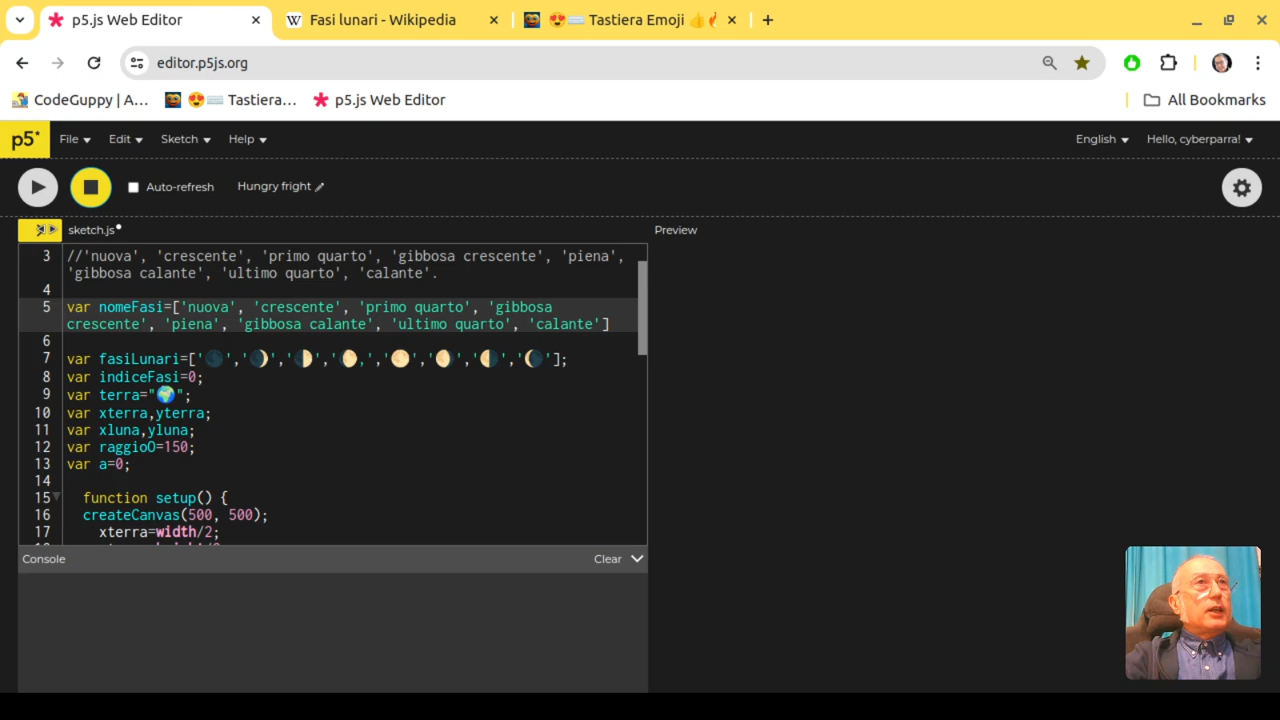 p5.js Web Editor
Fasi lunari - Wikipedia
😍⌨️ Tastiera Emoji 👍🔥
editor.p5js.org
CodeGuppy | A...
😍⌨️ Tastiera...
p5.js Web Editor
All Bookmarks
p5* File Edit Sketch Help English Hello, cyberparra!
Auto-refresh Hungry fright
sketch.js
Preview
3 //'nuova', 'crescente', 'primo quarto', 'gibbosa crescente', 'piena',
'gibbosa calante', 'ultimo quarto', 'calante'.
4
5 var nomeFasi=['nuova', 'crescente', 'primo quarto', 'gibbosa
crescente', 'piena', 'gibbosa calante', 'ultimo quarto', 'calante']
6
7 var fasiLunari=['🌑','🌒','🌓','🌔,','🌕','🌖','🌗','🌘'];
8 var indiceFasi=0;
9 var terra="🌍";
10 var xterra,yterra;
11 var xluna,yluna;
12 var raggioO=150;
13 var a=0;
14
15 function setup() {
16 createCanvas(500, 500);
17 xterra=width/2;
Console
Clear